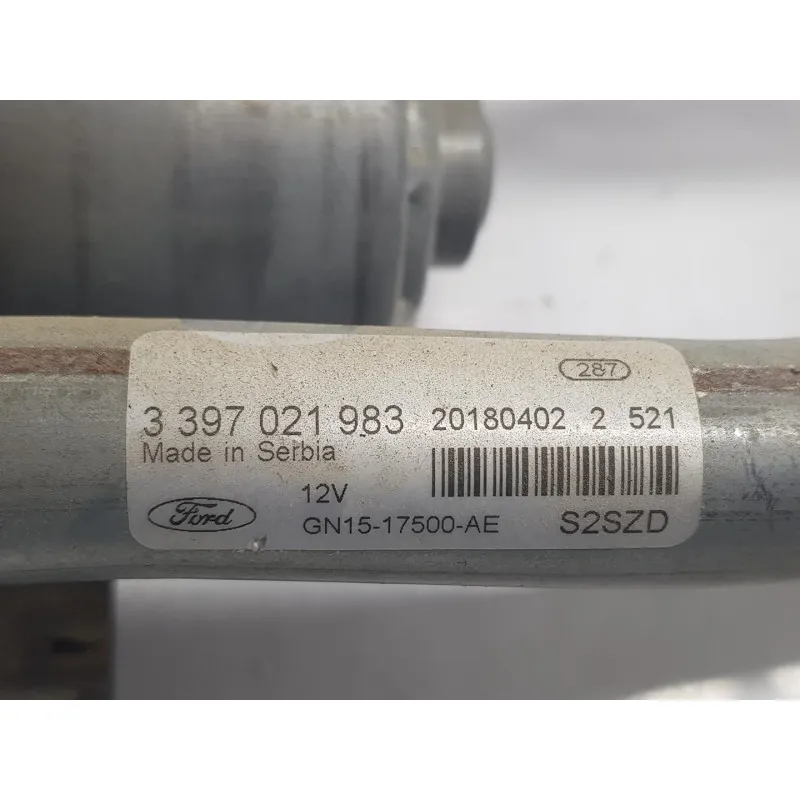 287
3 397 021 983 20180402 2 521
Made in Serbia
12V
Ford GN15-17500-AE S2SZD